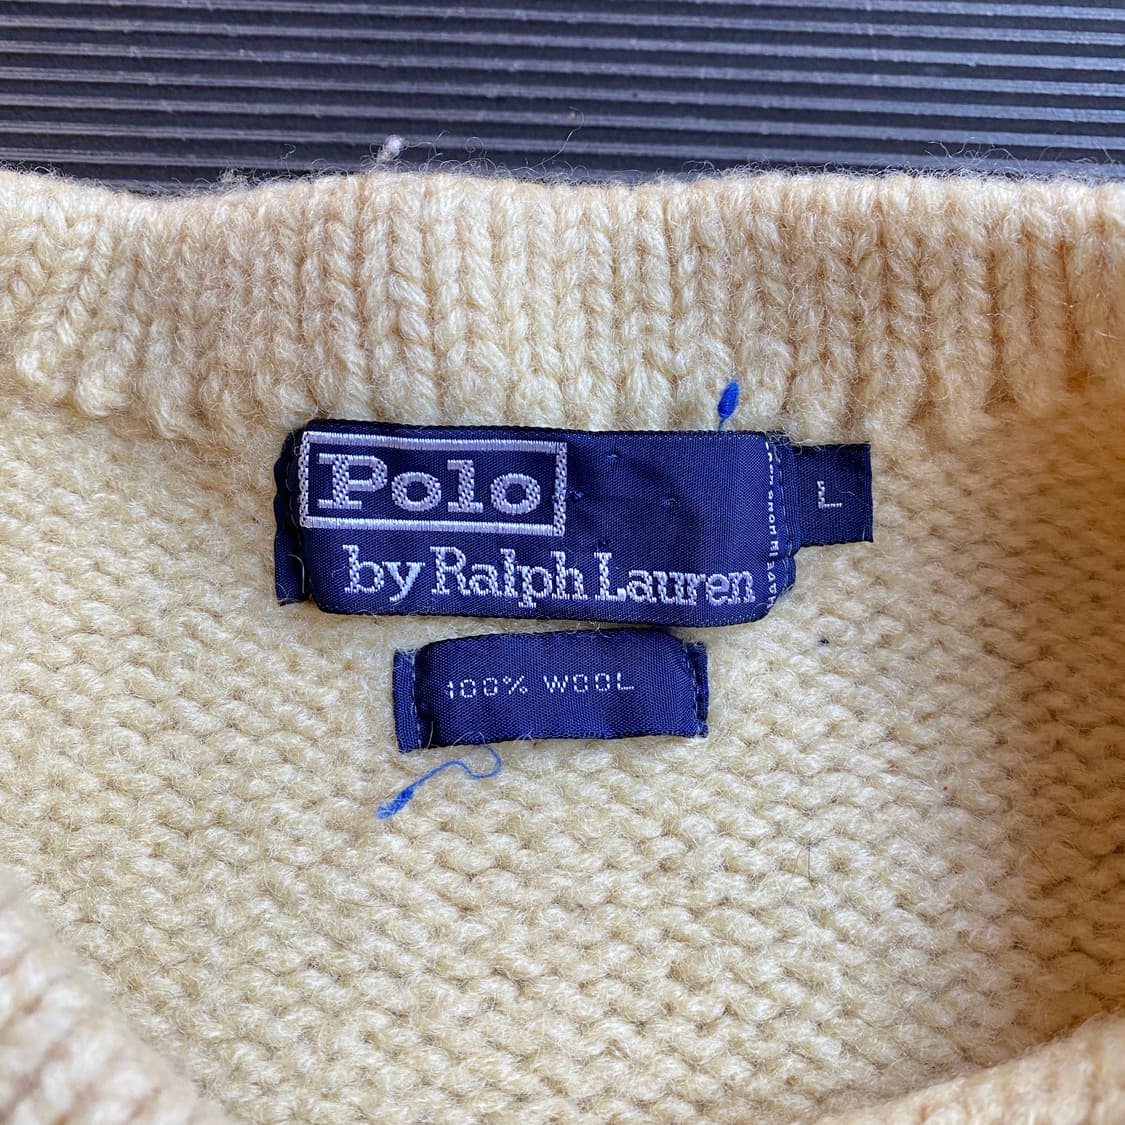 Polo
by Ralph Lauren
L
100% WOOL